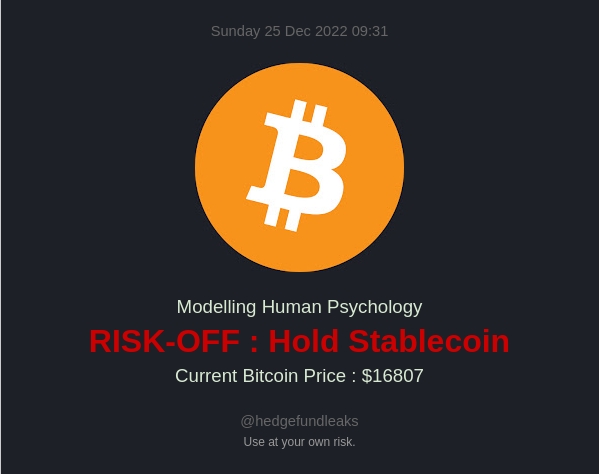 Sunday 25 Dec 2022 09:31
Modelling Human Psychology
RISK-OFF : Hold Stablecoin
Current Bitcoin Price : $16807
@hedgefundleaks
Use at your own risk.